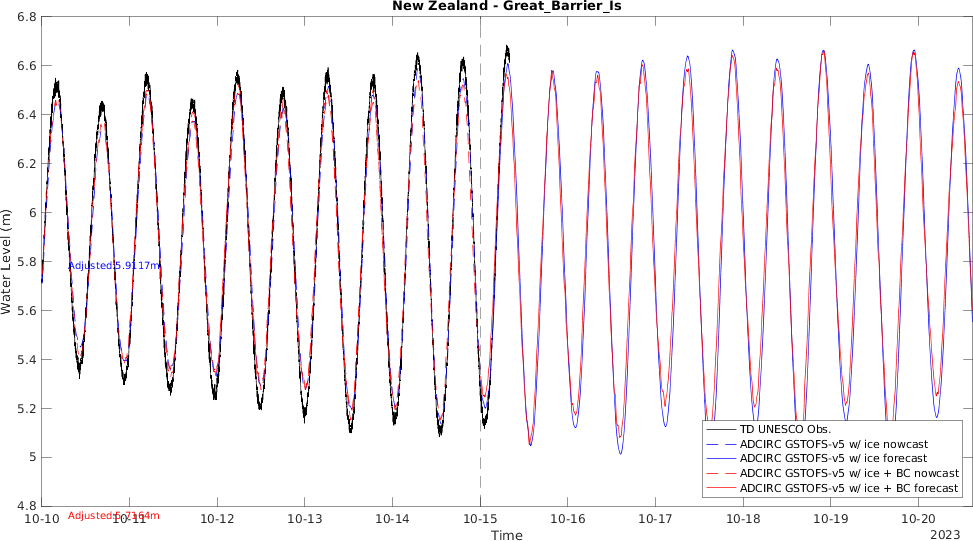 New Zealand - Great_Barrier_Is
6.8
6.6
6.4
6.2
6
5.8
5.6
5.4
5.2
5
4.8
Water Level (m)
Adjusted:5.9117m
Adjusted:5.7164m
TD UNESCO Obs.
ADCIRC GSTOFS-v5 w/ ice nowcast
ADCIRC GSTOFS-v5 w/ ice forecast
ADCIRC GSTOFS-v5 w/ ice + BC nowcast
ADCIRC GSTOFS-v5 w/ ice + BC forecast
10-10 10-11 10-12 10-13 10-14 10-15 10-16 10-17 10-18 10-19 10-20
Time
2023